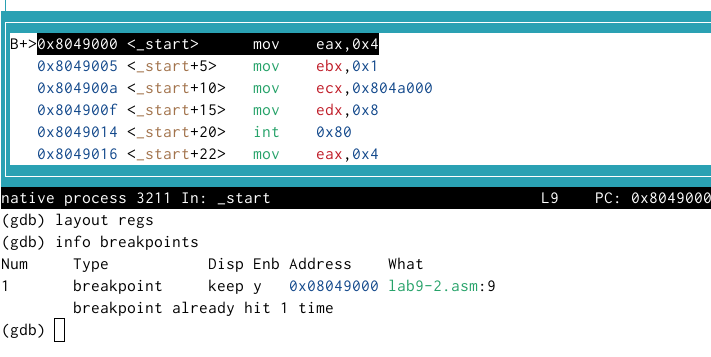 B+>0x8049000 <_start>      mov    eax,0x4
0x8049005 <_start+5>    mov    ebx,0x1
0x804900a <_start+10>   mov    ecx,0x804a000
0x804900f <_start+15>   mov    edx,0x8
0x8049014 <_start+20>   int    0x80
0x8049016 <_start+22>   mov    eax,0x4
native process 3211 In: _start                              L9    PC: 0x8049000
(gdb) layout regs
(gdb) info breakpoints
Num     Type           Disp Enb Address    What
1       breakpoint     keep y   0x08049000 lab9-2.asm:9
breakpoint already hit 1 time
(gdb)